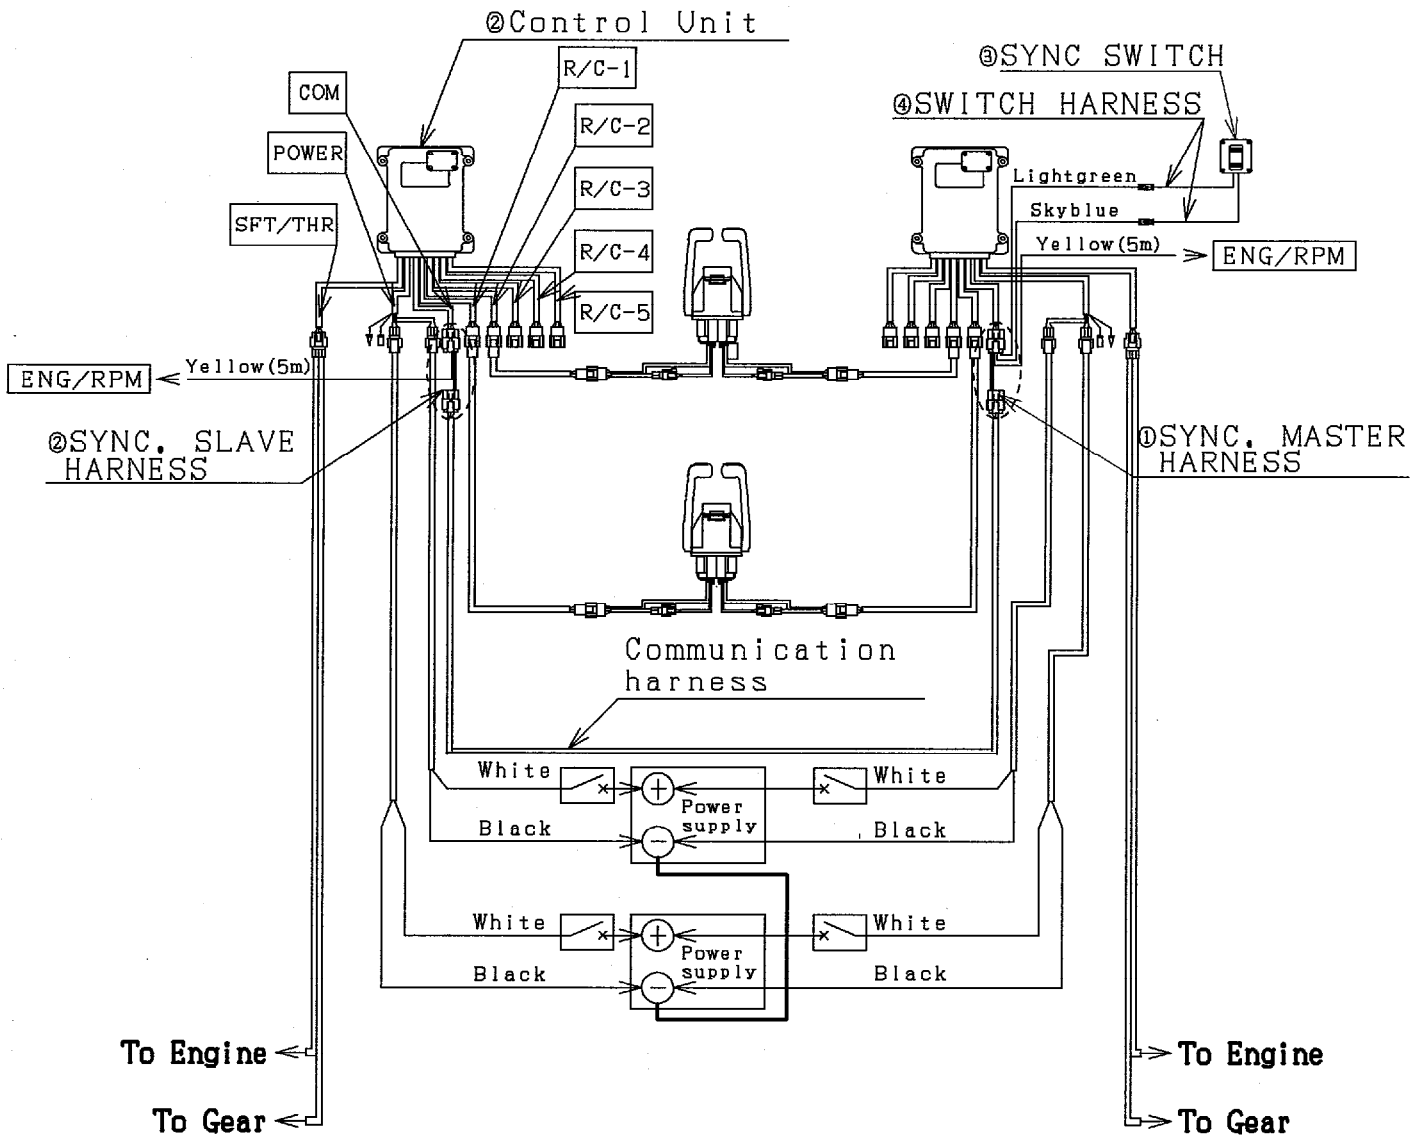 ②Control Unit
R/C-1
③SYNC SWITCH
COM
④SWITCH HARNESS
R/C-2
POWER
Lightgreen
R/C-3
SFT/THR
Skyblue
R/C-4
Yellow(5m)
ENG/RPM
R/C-5
Yellow(5m)
ENG/RPM
②SYNC. SLAVE
HARNESS
①SYNC. MASTER
HARNESS
Communication
harness
White
+
White
Power
supply
Black
−
Black
White
+
White
Power
supply
Black
−
Black
To Engine
To Engine
To Gear
To Gear